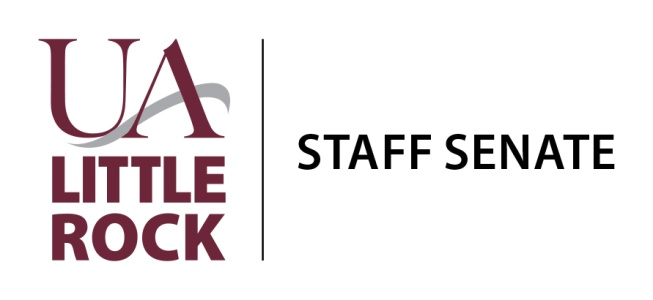 UA
LITTLE
ROCK
STAFF SENATE